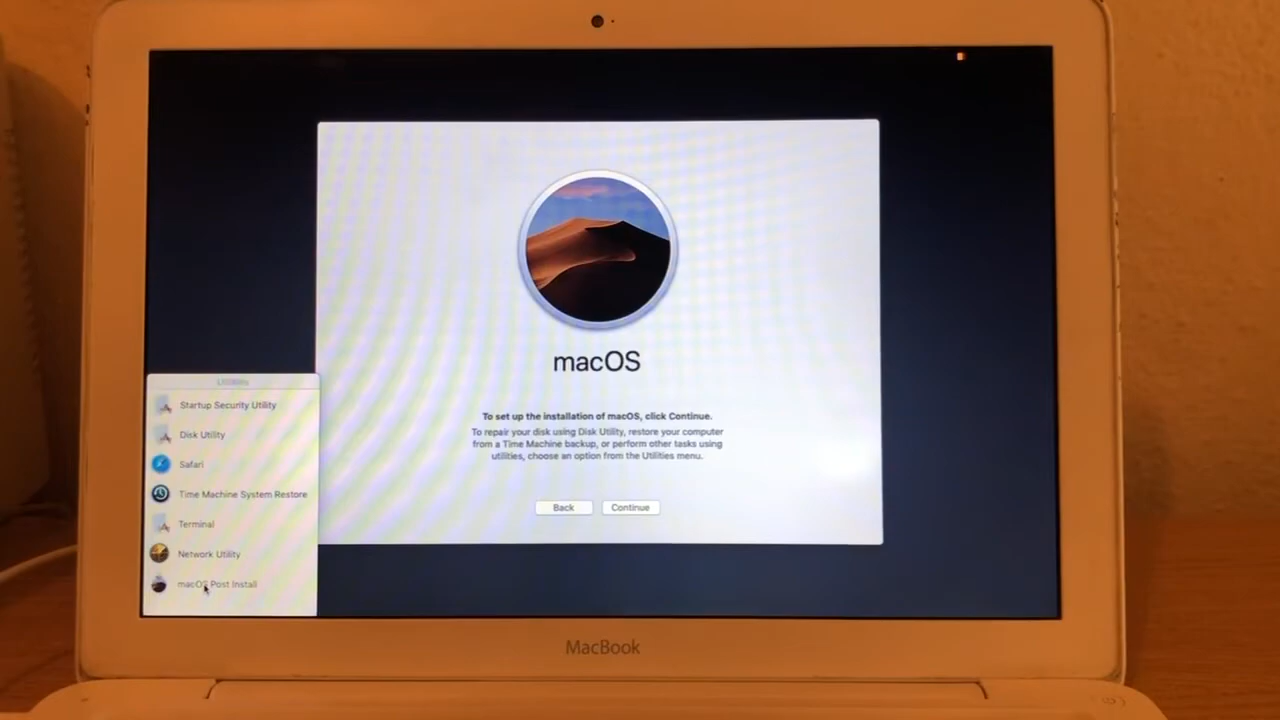 macOS
To set up the installation of macOS, click Continue.
To repair your disk using Disk Utility, restore your computer
from a Time Machine backup, or perform other tasks using
utilities, choose an option from the Utilities menu.
Back
Continue
Utilities
Startup Security Utility
Disk Utility
Safari
Time Machine System Restore
Terminal
Network Utility
macOS Post Install
MacBook